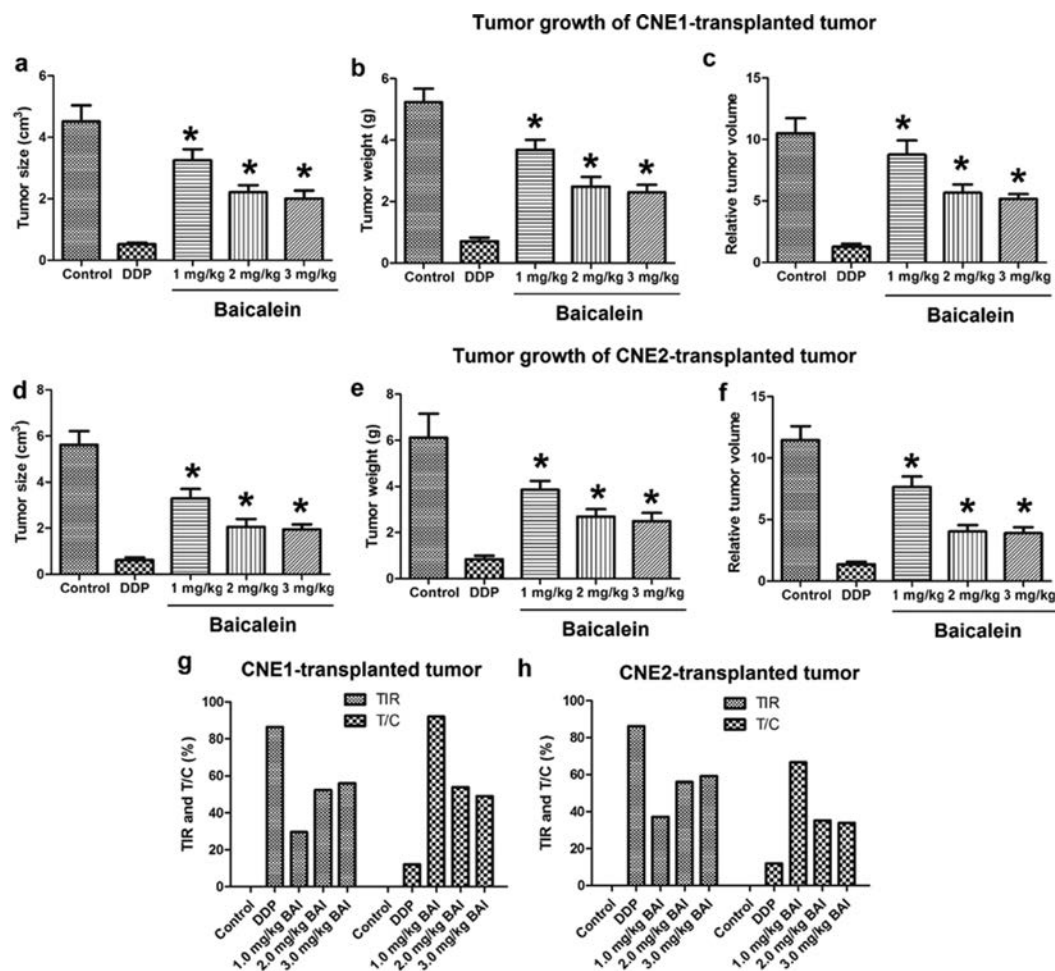 Tumor growth of CNE1-transplanted tumor
a
Tumor size (cm³)
6
4
2
0
Control DDP 1 mg/kg 2 mg/kg 3 mg/kg
* * *
Baicalein
b
Tumor weight (g)
6
4
2
0
Control DDP 1 mg/kg 2 mg/kg 3 mg/kg
* * *
Baicalein
c
Relative tumor volume
15
10
5
0
Control DDP 1 mg/kg 2 mg/kg 3 mg/kg
* * *
Baicalein
Tumor growth of CNE2-transplanted tumor
d
Tumor size (cm³)
8
6
4
2
0
Control DDP 1 mg/kg 2 mg/kg 3 mg/kg
* * *
Baicalein
e
Tumor weight (g)
8
6
4
2
0
Control DDP 1 mg/kg 2 mg/kg 3 mg/kg
* * *
Baicalein
f
Relative tumor volume
15
10
5
0
Control DDP 1 mg/kg 2 mg/kg 3 mg/kg
* * *
Baicalein
g
CNE1-transplanted tumor
TIR
T/C
TIR and T/C (%)
100
80
60
40
20
0
Control
DDP
1.0 mg/kg BAI
2.0 mg/kg BAI
3.0 mg/kg BAI
Control
DDP
1.0 mg/kg BAI
2.0 mg/kg BAI
3.0 mg/kg BAI
h
CNE2-transplanted tumor
TIR
T/C
TIR and T/C (%)
100
80
60
40
20
0
Control
DDP
1.0 mg/kg BAI
2.0 mg/kg BAI
3.0 mg/kg BAI
Control
DDP
1.0 mg/kg BAI
2.0 mg/kg BAI
3.0 mg/kg BAI